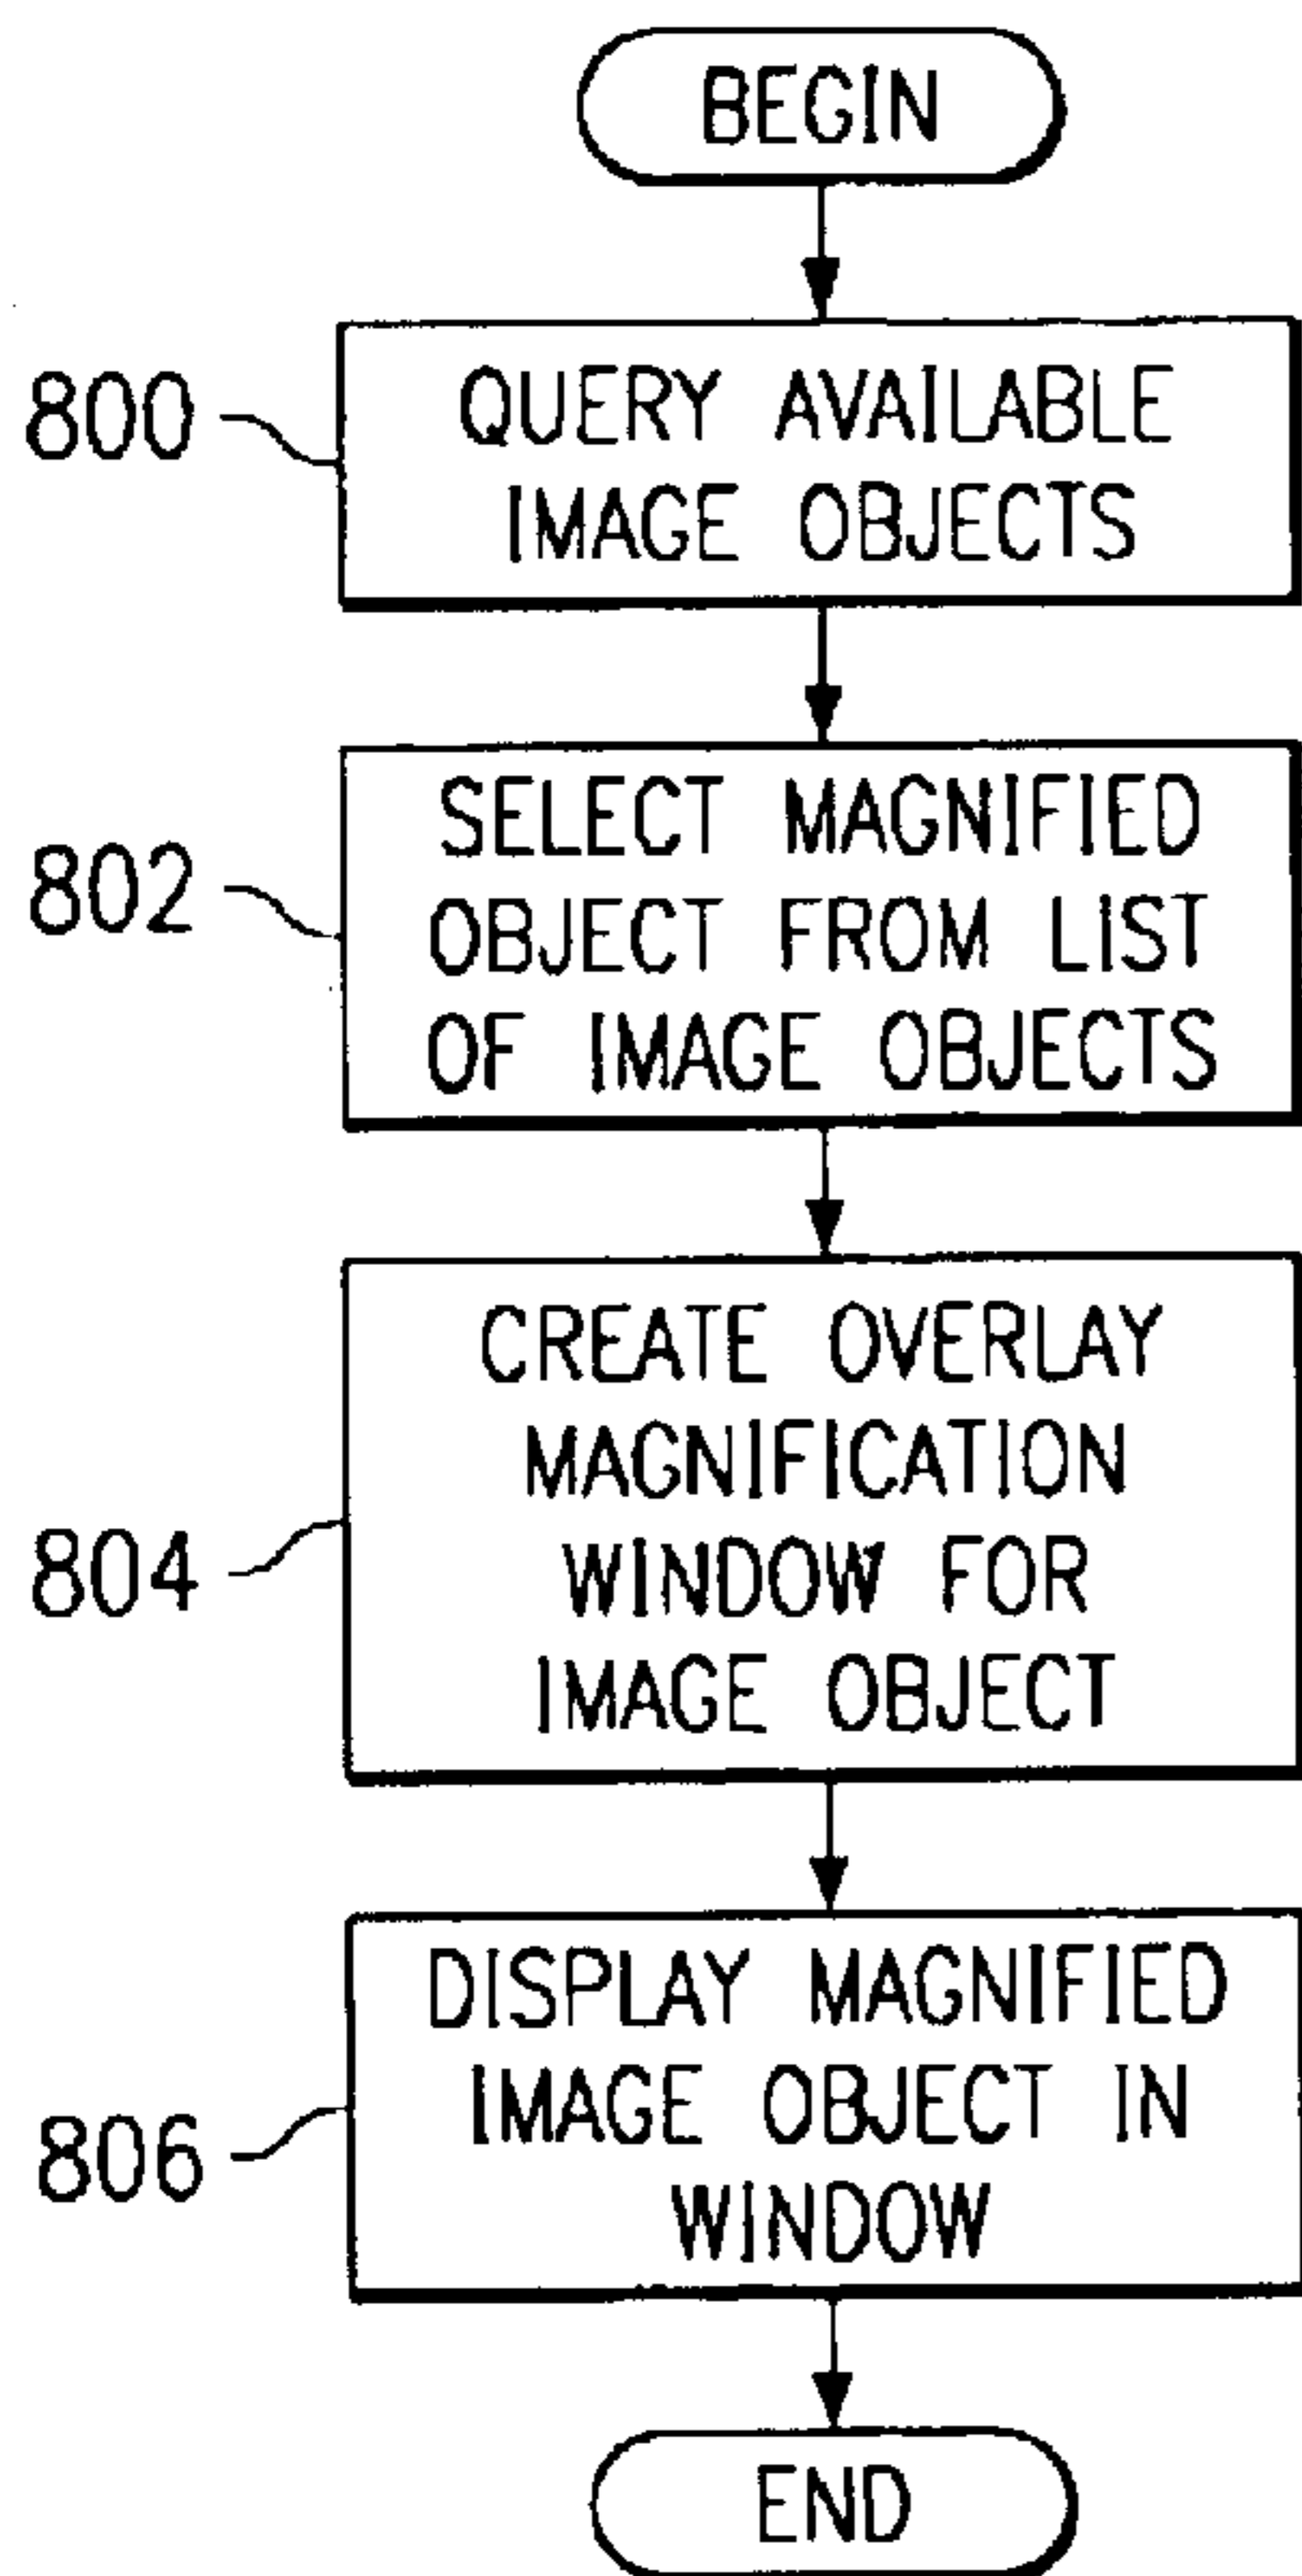 BEGIN
800
QUERY AVAILABLE
IMAGE OBJECTS
802
SELECT MAGNIFIED
OBJECT FROM LIST
OF IMAGE OBJECTS
804
CREATE OVERLAY
MAGNIFICATION
WINDOW FOR
IMAGE OBJECT
806
DISPLAY MAGNIFIED
IMAGE OBJECT IN
WINDOW
END